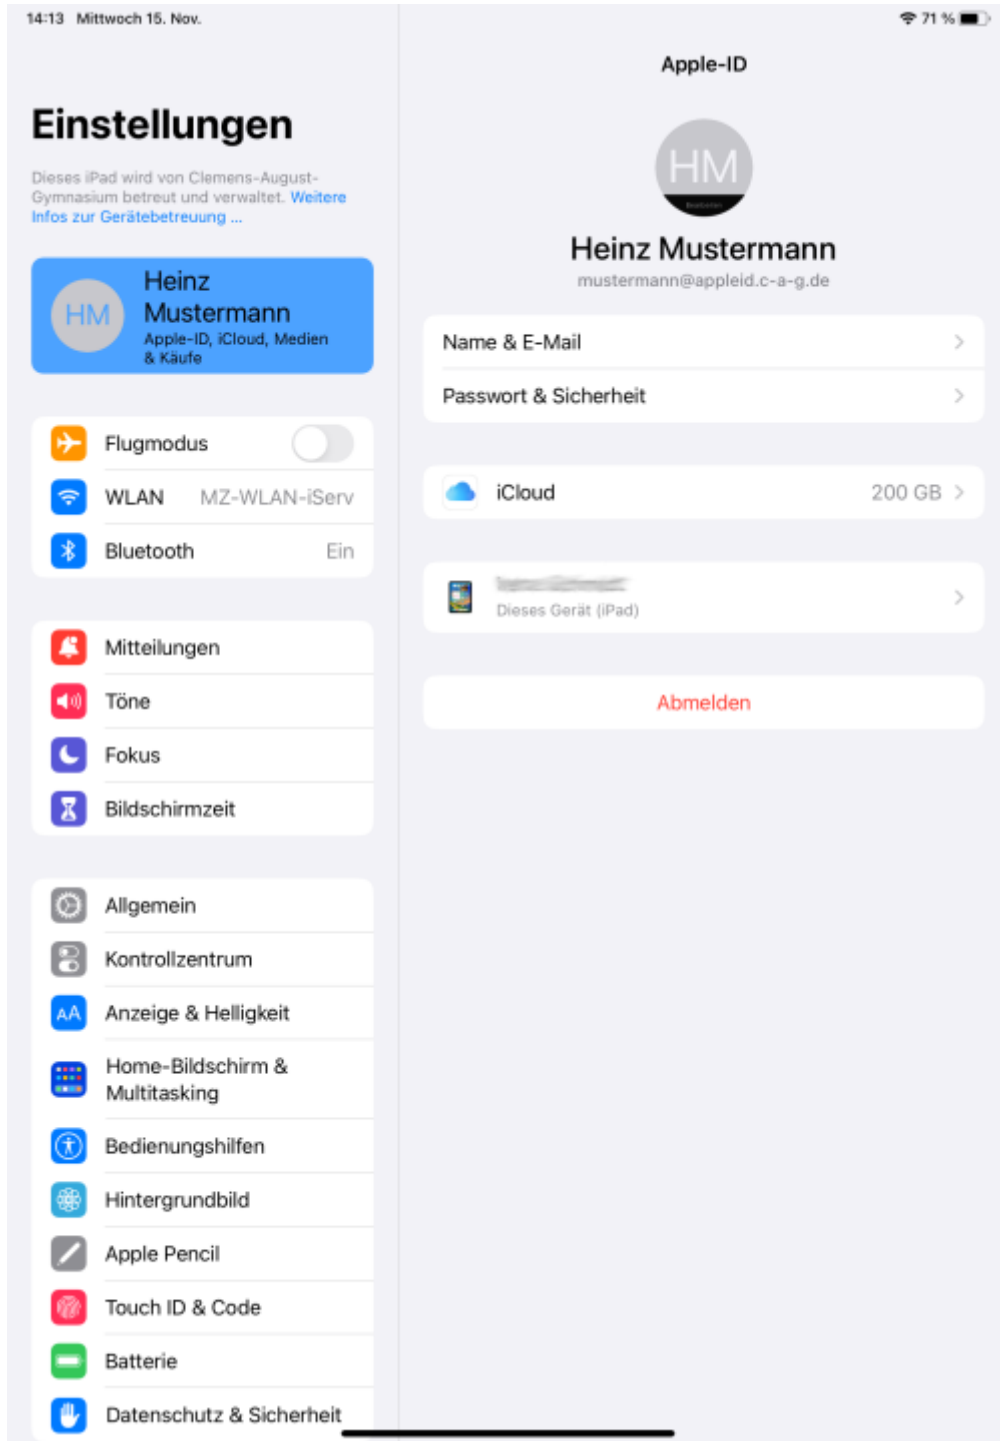 14:13 Mittwoch 15. Nov.
71 %
Einstellungen
Dieses iPad wird von Clemens-August-
Gymnasium betreut und verwaltet. Weitere
Infos zur Gerätebetreuung ...
HM
Heinz
Mustermann
Apple-ID, iCloud, Medien
& Käufe
Flugmodus
WLAN MZ-WLAN-iServ
Bluetooth Ein
Mitteilungen
Töne
Fokus
Bildschirmzeit
Allgemein
Kontrollzentrum
AA Anzeige & Helligkeit
Home-Bildschirm &
Multitasking
Bedienungshilfen
Hintergrundbild
Apple Pencil
Touch ID & Code
Batterie
Datenschutz & Sicherheit
Apple-ID
HM
Bearbeiten
Heinz Mustermann
mustermann@appleid.c-a-g.de
Name & E-Mail
Passwort & Sicherheit
iCloud 200 GB
Dieses Gerät (iPad)
Abmelden